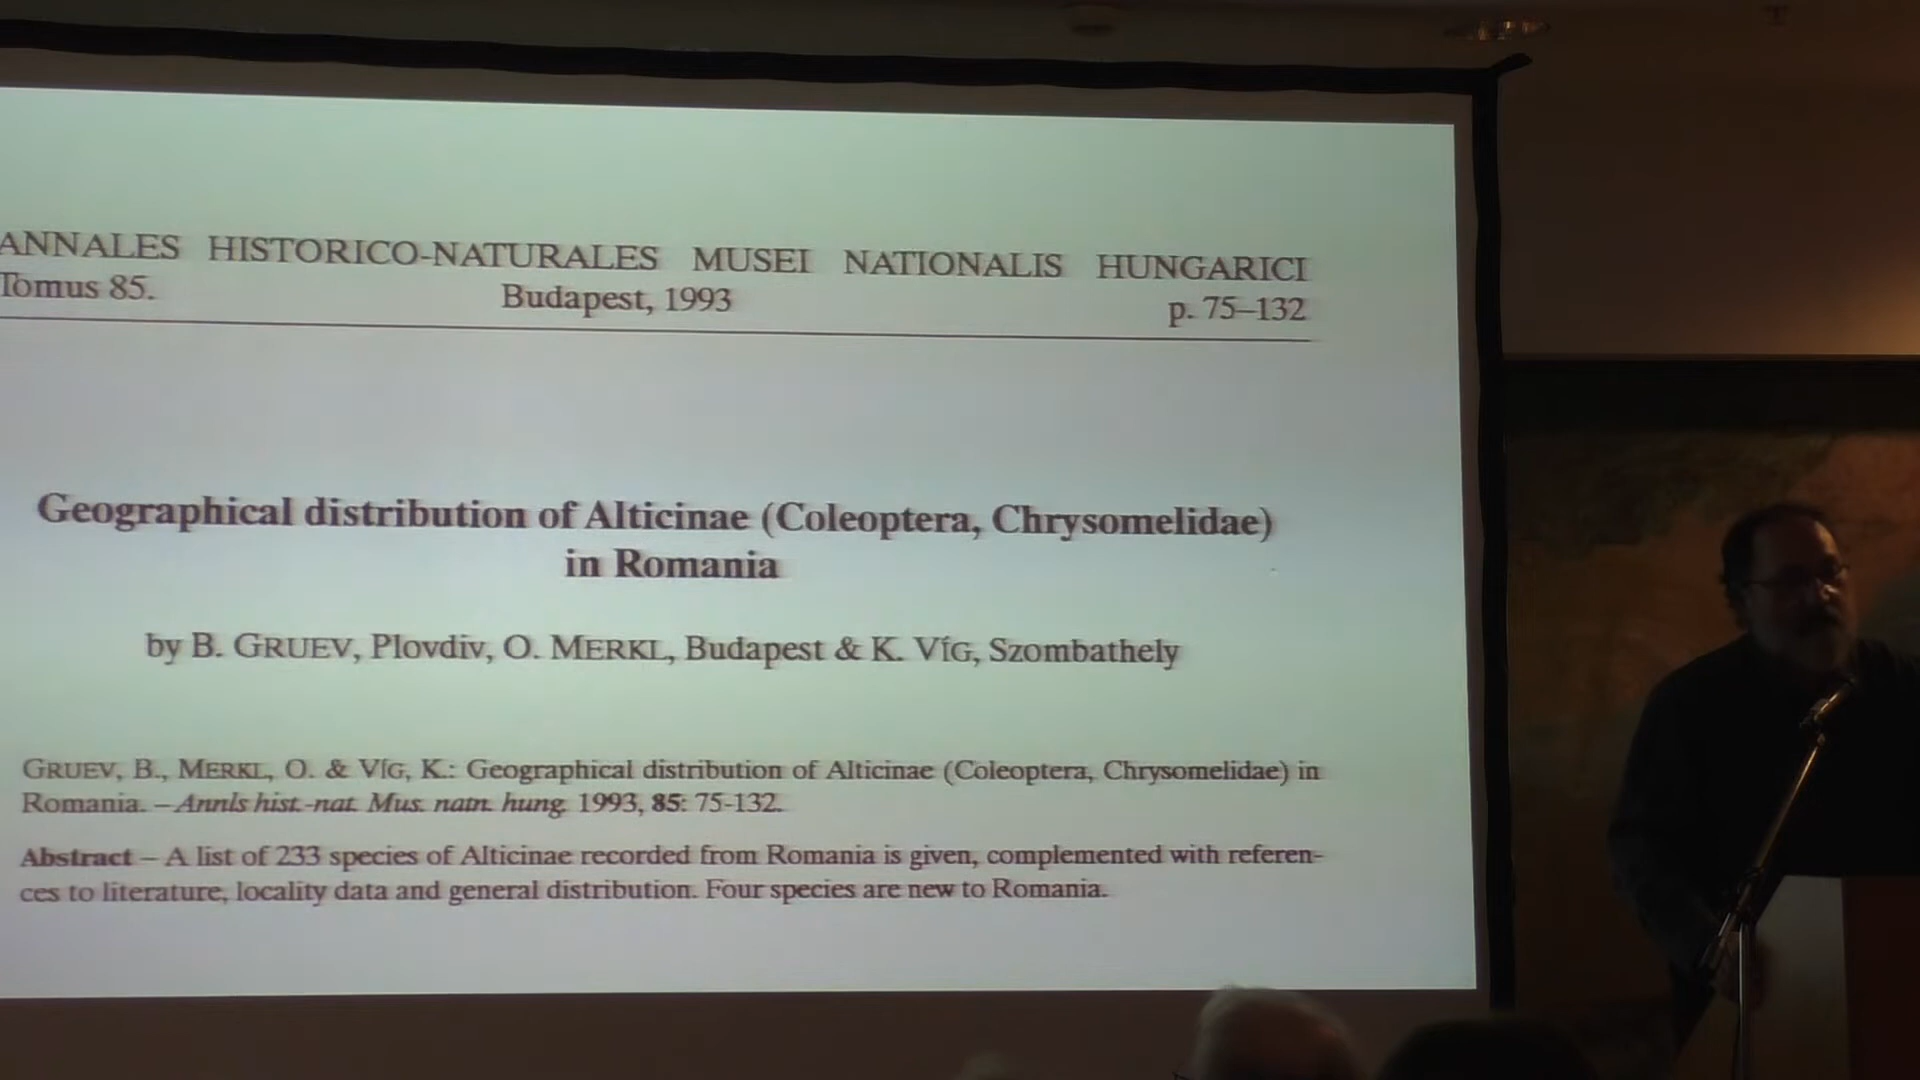 ANNALES HISTORICO-NATURALES MUSEI NATIONALIS HUNGARICI
Tomus 85. Budapest, 1993 p. 75–132
Geographical distribution of Alticinae (Coleoptera, Chrysomelidae)
in Romania
by B. GRUEV, Plovdiv, O. MERKL, Budapest & K. VÍG, Szombathely
GRUEV, B., MERKL, O. & VÍG, K.: Geographical distribution of Alticinae (Coleoptera, Chrysomelidae) in
Romania. – Annls hist.-nat. Mus. natn. hung. 1993, 85: 75-132.
Abstract – A list of 233 species of Alticinae recorded from Romania is given, complemented with referen-
ces to literature, locality data and general distribution. Four species are new to Romania.